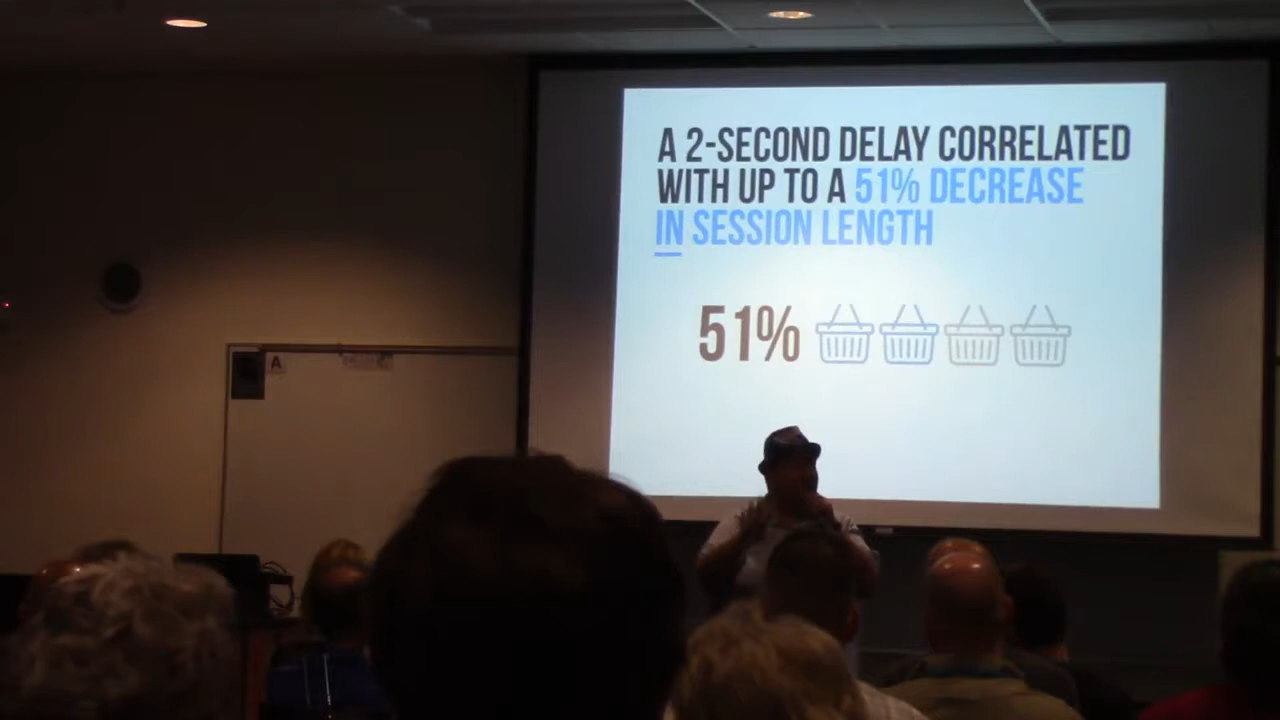 A 2-SECOND DELAY CORRELATED
WITH UP TO A 51% DECREASE
IN SESSION LENGTH
51%
A